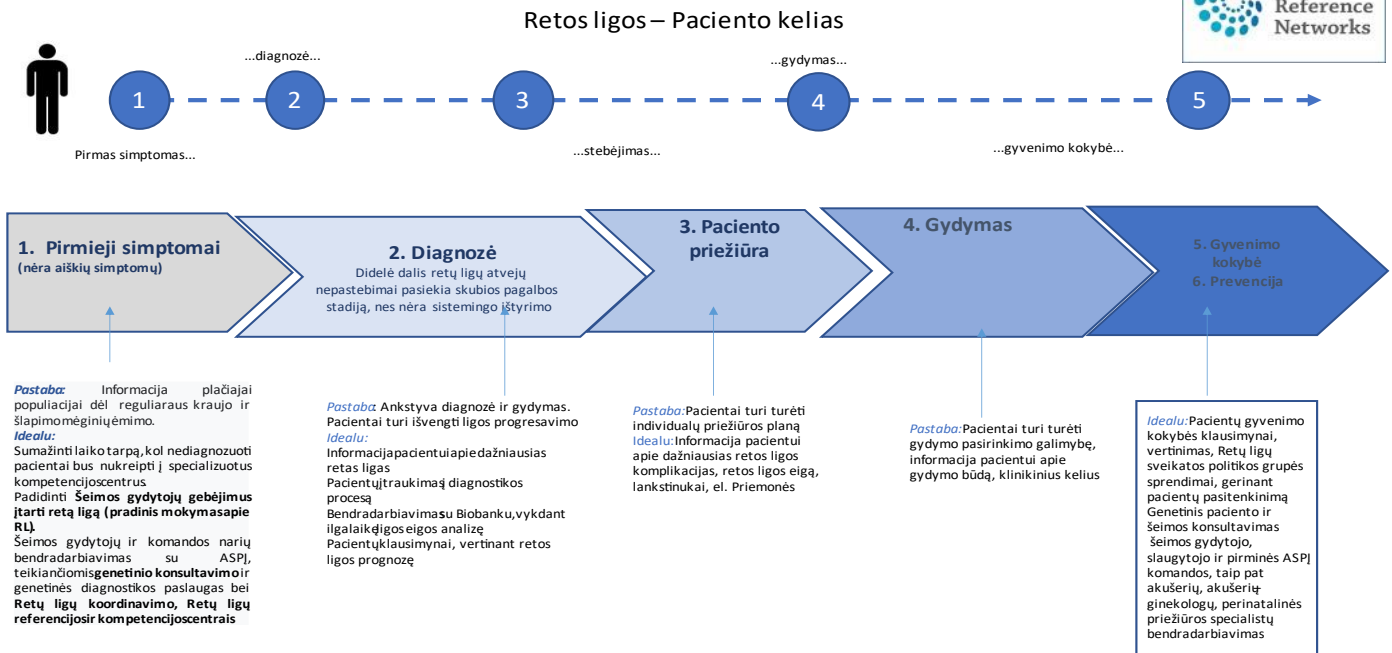 Retos ligos – Paciento kelias
Reference
Networks
...diagnozė...
...gydymas...
1
2
3
4
5
Pirmas simptomas...
...stebėjimas...
...gyvenimo kokybė...
1. Pirmieji simptomai
(nėra aiškių simptomų)
2. Diagnozė
Didelė dalis retų ligų atvejų
nepastebimai pasiekia skubios pagalbos
stadiją, nes nėra sistemingo ištyrimo
3. Paciento
priežiūra
4. Gydymas
5. Gyvenimo
kokybė
6. Prevencija
Pastaba: Informacija plačiajai
populiacijai dėl reguliaraus kraujo ir
šlapimo mėginių ėmimo.
Idealu:
Sumažinti laiko tarpą, kol nediagnozuoti
pacientai bus nukreipti į specializuotus
kompetencijos centrus.
Padidinti Šeimos gydytojų gebėjimus
įtarti retą ligą (pradinis mokymas apie
RL).
Šeimos gydytojų ir komandos narių
bendradarbiavimas su ASPĮ,
teikiančiomis genetinio konsultavimo ir
genetinės diagnostikos paslaugas bei
Retų ligų koordinavimo, Retų ligų
referencijos ir kompetencijos centrais
Pastaba: Ankstyva diagnozė ir gydymas.
Pacientai turi išvengti ligos progresavimo
Idealu:
Informacija pacientui apie dažniausias
retas ligas
Pacientų įtraukimas į diagnostikos
procesą
Bendradarbiavimas su Biobanku, vykdant
ilgalaikę ligos eigos analizę
Pacientų klausimynai, vertinant retos
ligos prognozę
Pastaba: Pacientai turi turėti
individualų priežiūros planą
Idealu: Informacija pacientui
apie dažniausias retos ligos
komplikacijas, retos ligos eigą,
lankstinukai, el. Priemonės
Pastaba: Pacientai turi turėti
gydymo pasirinkimo galimybę,
informacija pacientui apie
gydymo būdą, klinikinius kelius
Idealu: Pacientų gyvenimo
kokybės klausimynai,
vertinimas, Retų ligų
sveikatos politikos grupės
sprendimai, gerinant
pacientų pasitenkinimą
Genetinis paciento ir
šeimos konsultavimas
šeimos gydytojo,
slaugytojo ir pirminės ASPĮ
komandos, taip pat
akušerių, akušerių-
ginekologų, perinatalinės
priežiūros specialistų
bendradarbiavimas